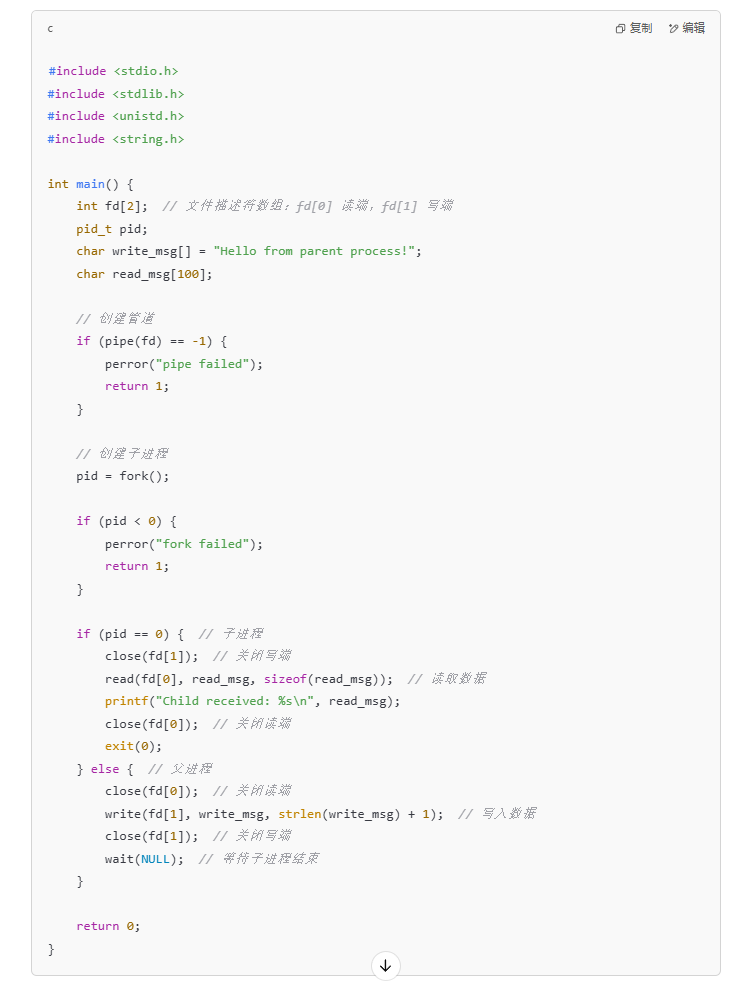 c
复制 编辑
#include <stdio.h>
#include <stdlib.h>
#include <unistd.h>
#include <string.h>
int main() {
    int fd[2];  // 文件描述符数组：fd[0] 读端，fd[1] 写端
    pid_t pid;
    char write_msg[] = "Hello from parent process!";
    char read_msg[100];
    // 创建管道
    if (pipe(fd) == -1) {
        perror("pipe failed");
        return 1;
    }
    // 创建子进程
    pid = fork();
    if (pid < 0) {
        perror("fork failed");
        return 1;
    }
    if (pid == 0) {  // 子进程
        close(fd[1]);  // 关闭写端
        read(fd[0], read_msg, sizeof(read_msg));  // 读取数据
        printf("Child received: %s\n", read_msg);
        close(fd[0]);  // 关闭读端
        exit(0);
    } else {  // 父进程
        close(fd[0]);  // 关闭读端
        write(fd[1], write_msg, strlen(write_msg) + 1);  // 写入数据
        close(fd[1]);  // 关闭写端
        wait(NULL);  // 等待子进程结束
    }
    return 0;
}